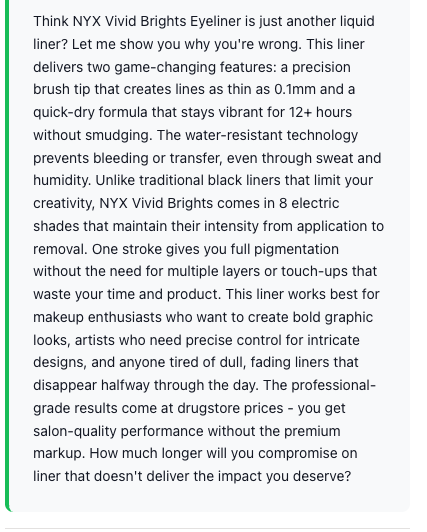 Think NYX Vivid Brights Eyeliner is just another liquid
liner? Let me show you why you're wrong. This liner
delivers two game-changing features: a precision
brush tip that creates lines as thin as 0.1mm and a
quick-dry formula that stays vibrant for 12+ hours
without smudging. The water-resistant technology
prevents bleeding or transfer, even through sweat and
humidity. Unlike traditional black liners that limit your
creativity, NYX Vivid Brights comes in 8 electric
shades that maintain their intensity from application to
removal. One stroke gives you full pigmentation
without the need for multiple layers or touch-ups that
waste your time and product. This liner works best for
makeup enthusiasts who want to create bold graphic
looks, artists who need precise control for intricate
designs, and anyone tired of dull, fading liners that
disappear halfway through the day. The professional-
grade results come at drugstore prices - you get
salon-quality performance without the premium
markup. How much longer will you compromise on
liner that doesn't deliver the impact you deserve?